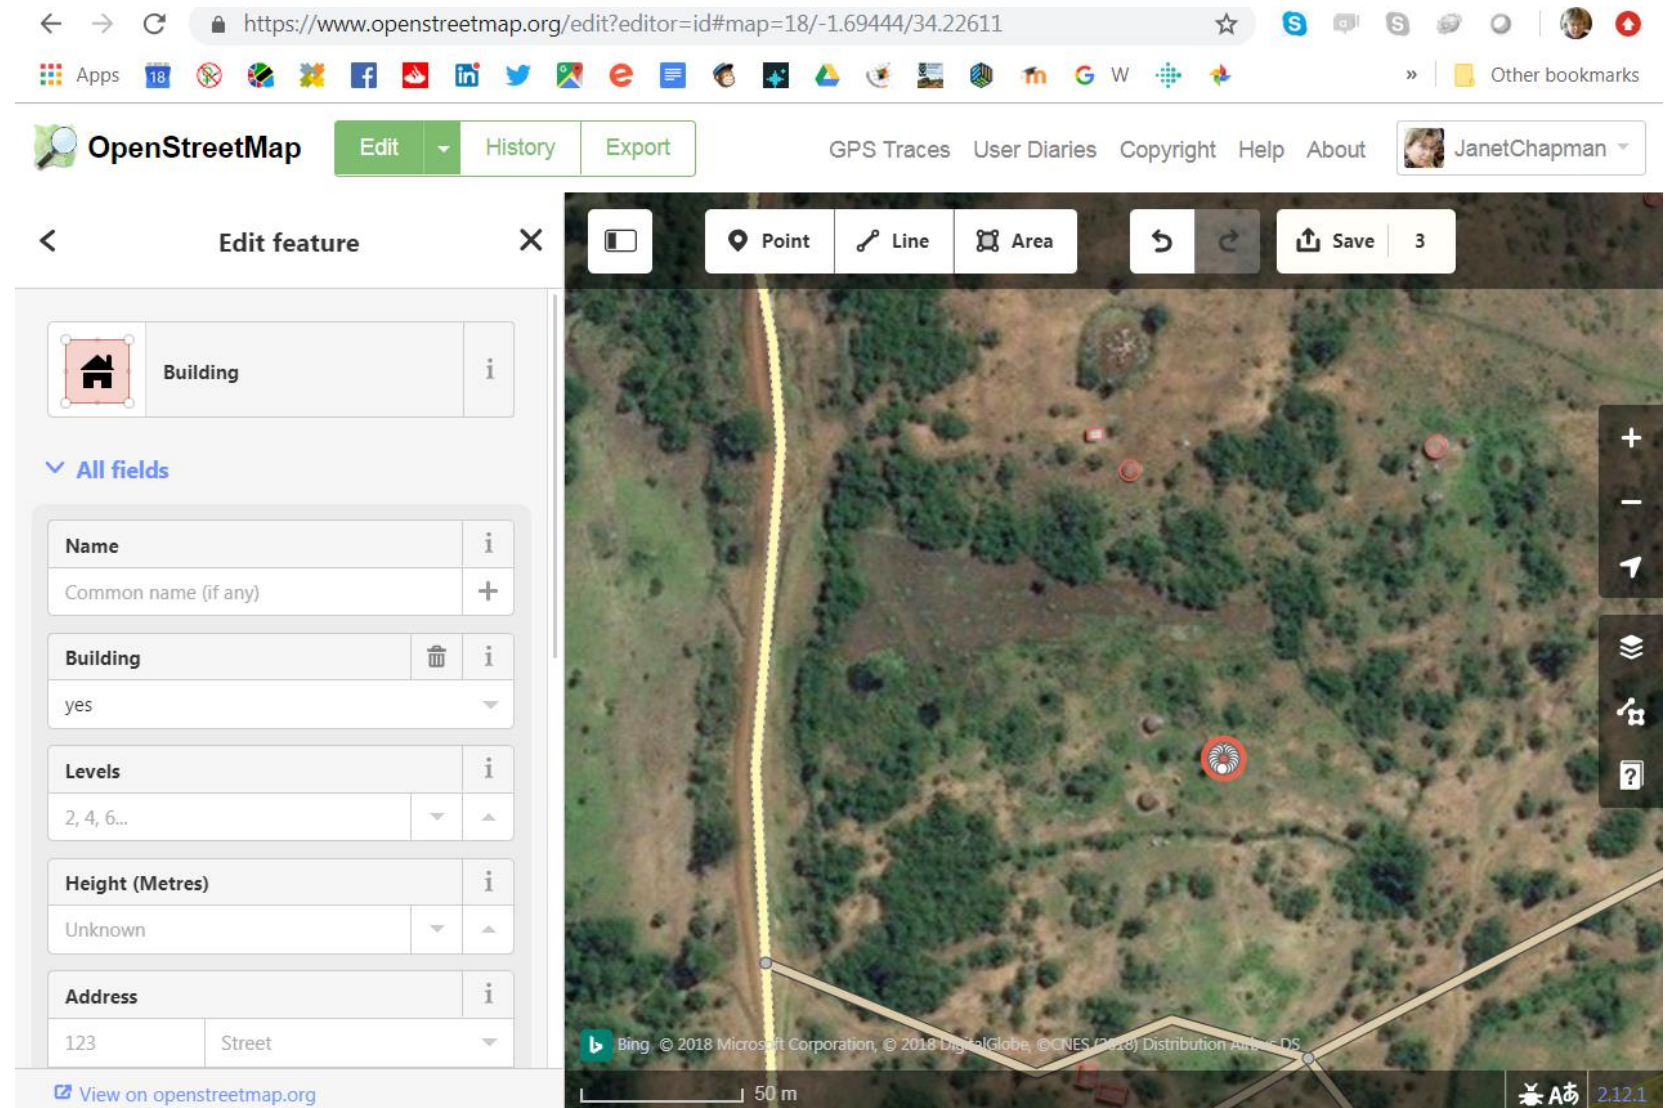 https://www.openstreetmap.org/edit?editor=id#map=18/-1.69444/34.22611
Apps
18
G
W
»
Other bookmarks
OpenStreetMap
Edit
History
Export
GPS Traces
User Diaries
Copyright
Help
About
JanetChapman
Edit feature
Point
Line
Area
Save
3
Building
All fields
Name
Common name (if any)
Building
yes
Levels
2, 4, 6...
Height (Metres)
Unknown
Address
123
Street
View on openstreetmap.org
Bing © 2018 Microsoft Corporation, © 2018 DigitalGlobe, ©CNES (2018) Distribution Airbus DS
50 m
Aあ
2.12.1